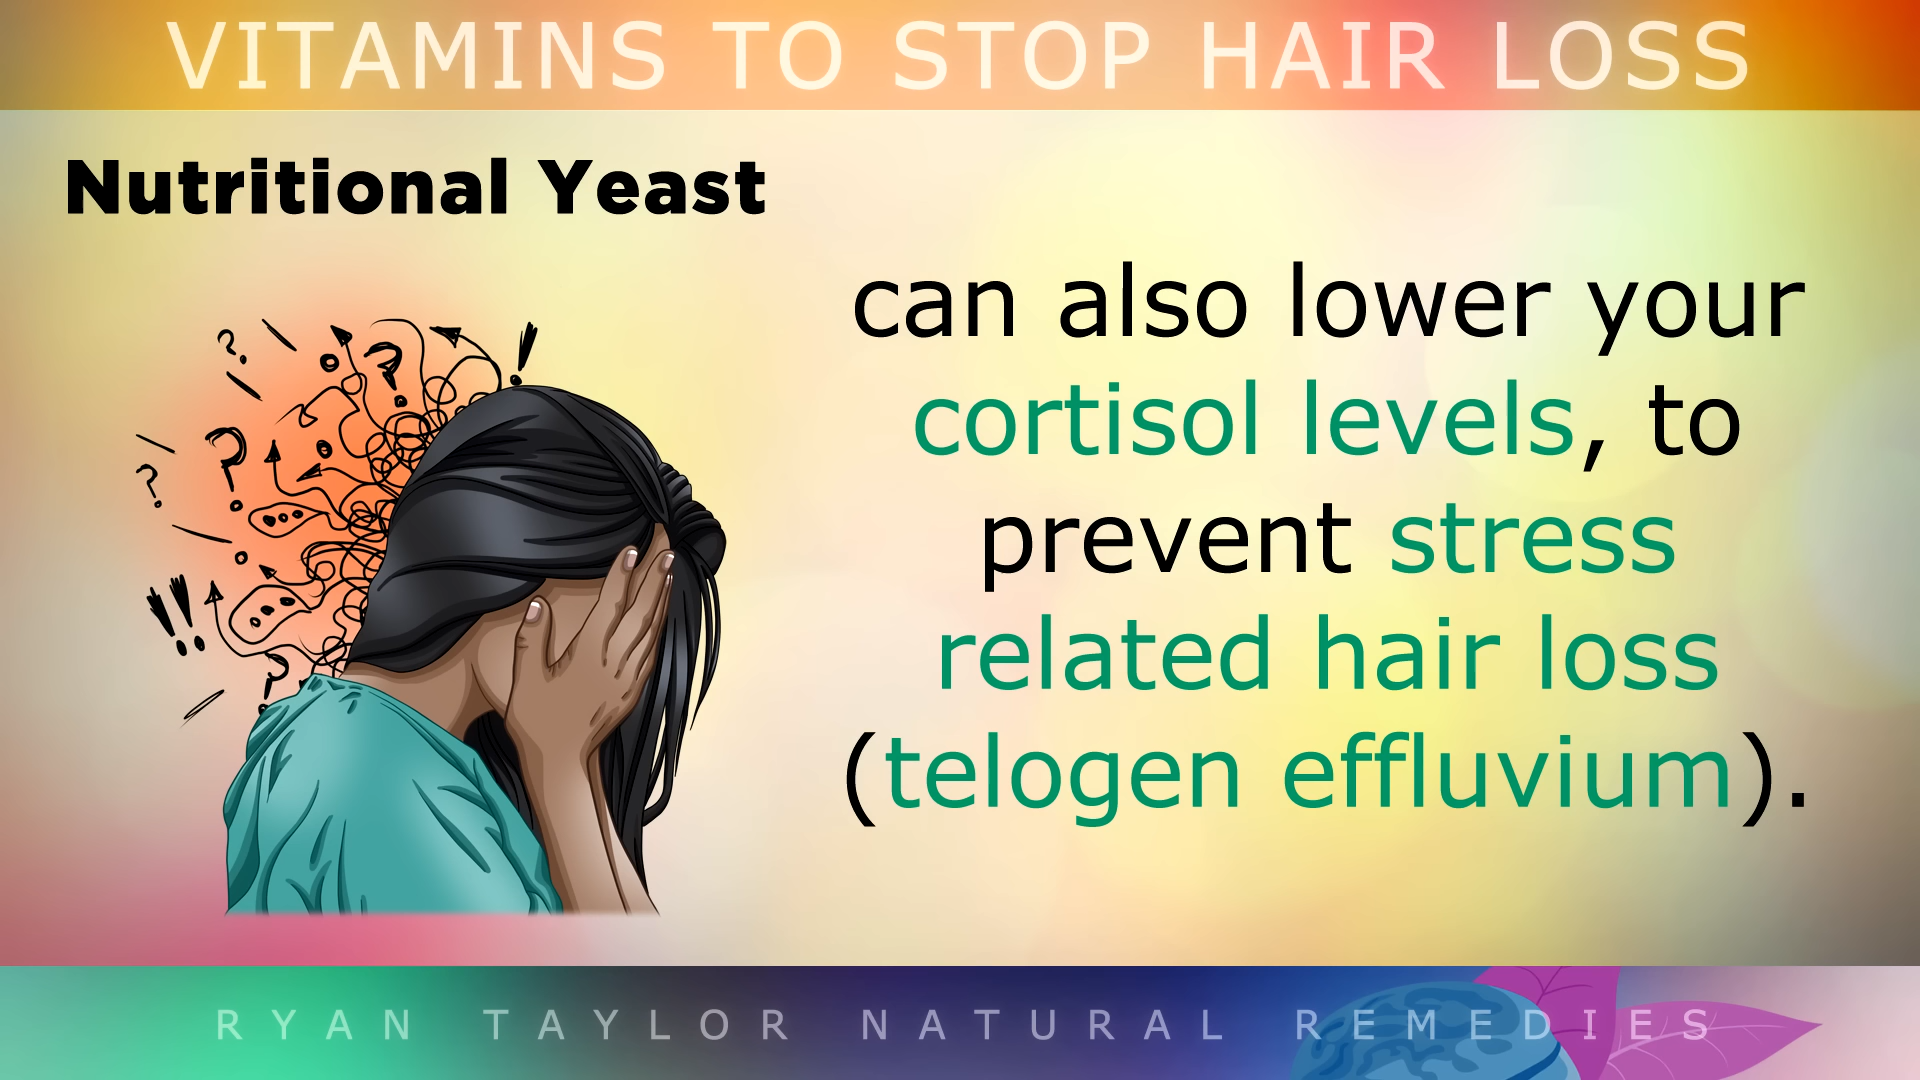 VITAMINS TO STOP HAIR LOSS
Nutritional Yeast
can also lower your
cortisol levels, to
prevent stress
related hair loss
(telogen effluvium).
RYAN TAYLOR NATURAL REMEDIES